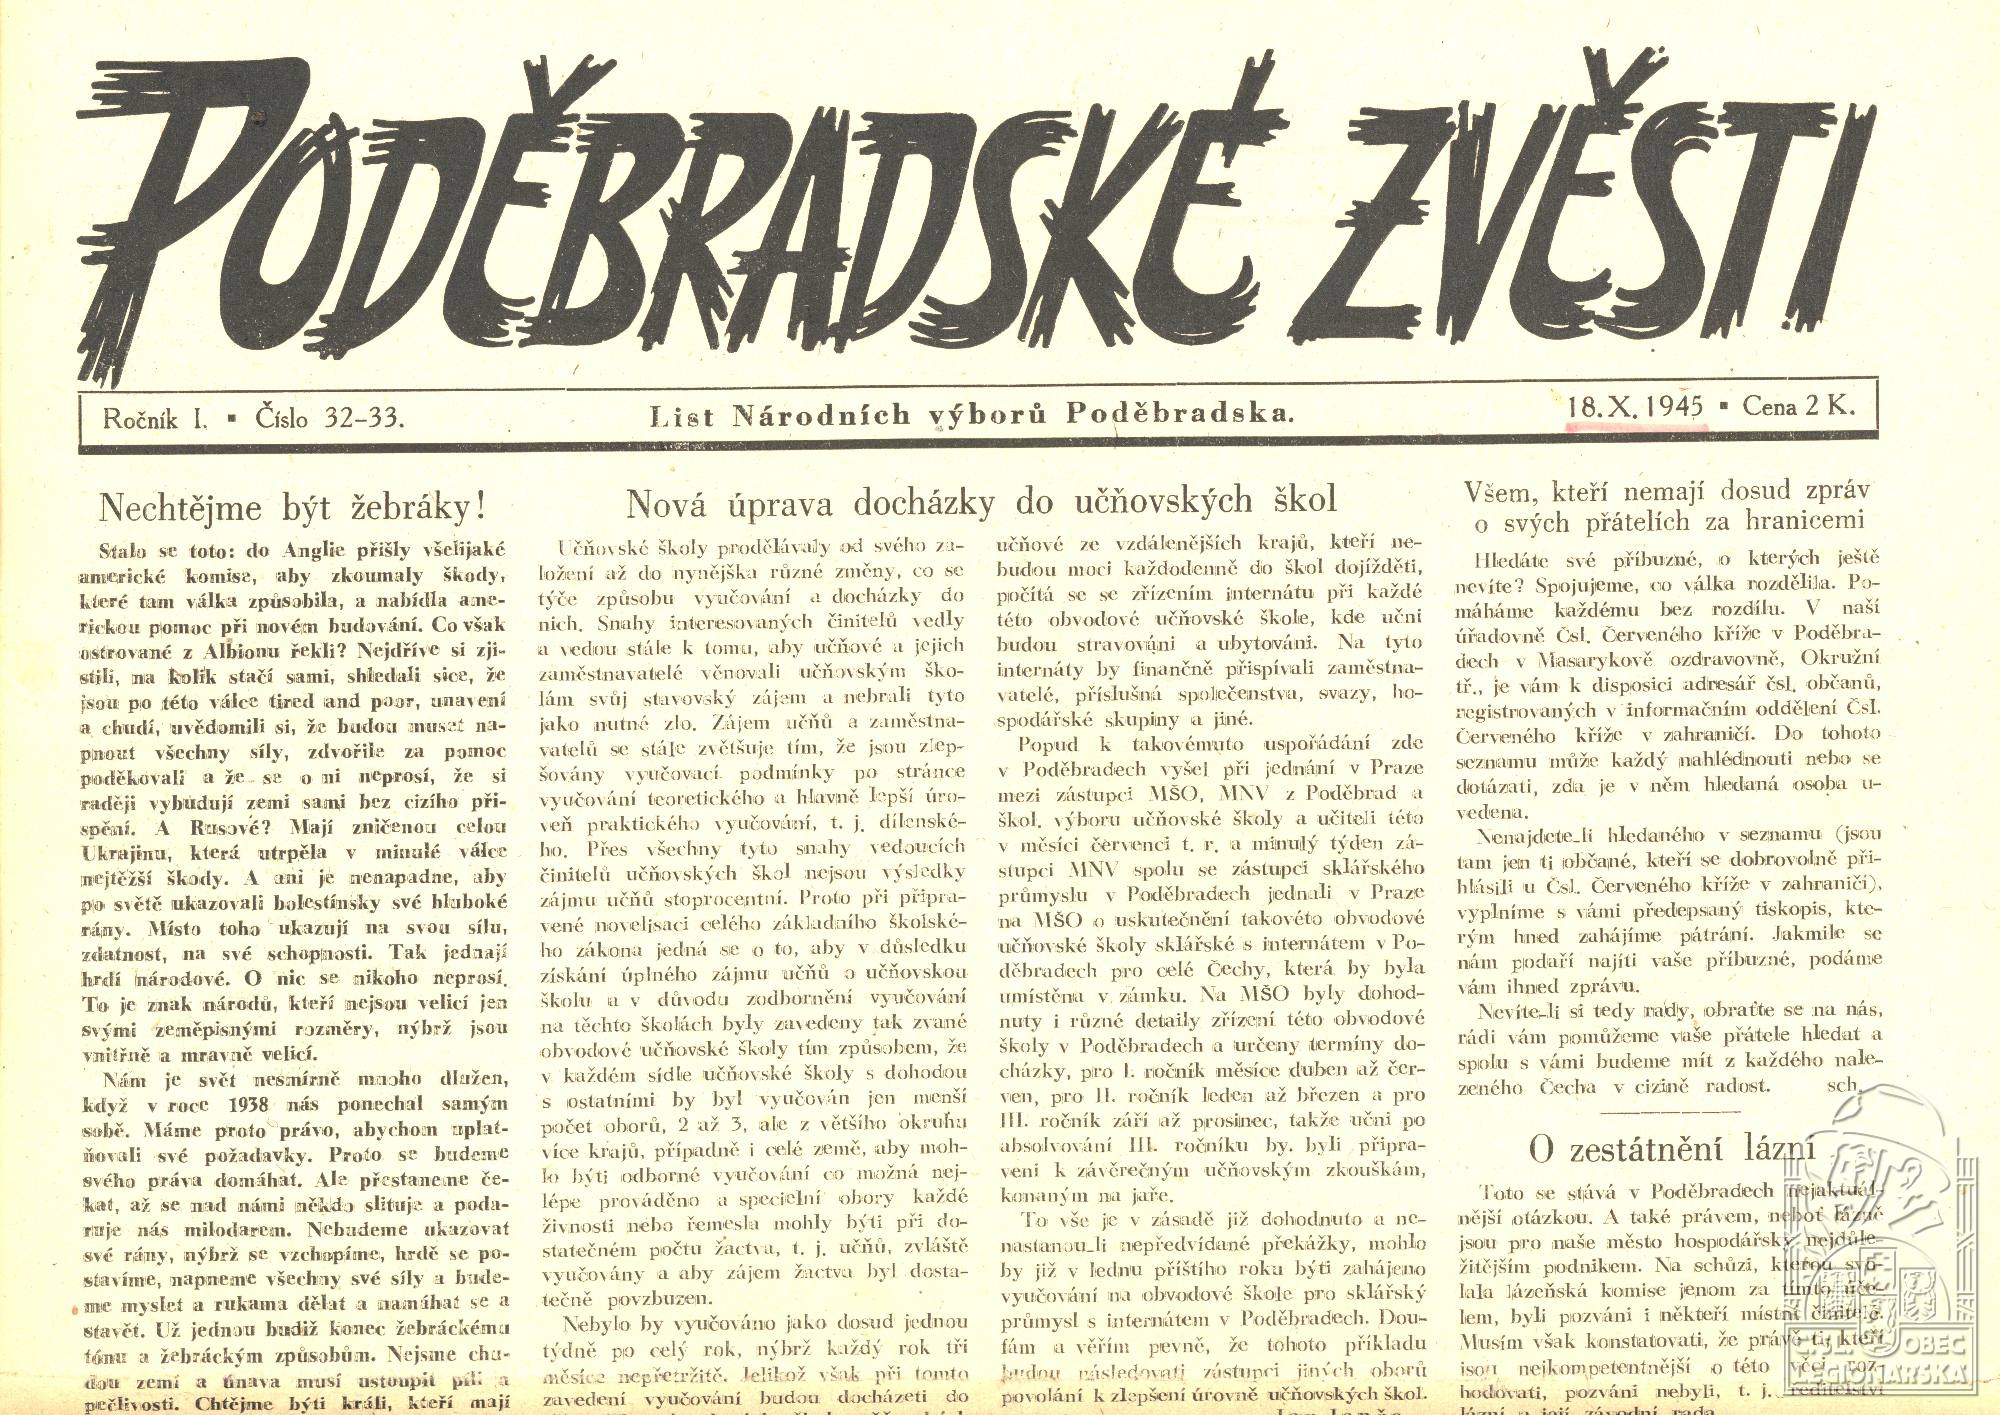 PODĚBRADSKÉ ZVĚSTI
Ročník I. ▪ Číslo 32-33.
List Národních výborů Poděbradska.
18. X. 1945 ▪ Cena 2 K.
Nechtějme být žebráky!
Stalo se toto: do Anglie přišly všelijaké
americké komise, aby zkoumaly škody,
které tam válka způsobila, a nabídla ame-
rickou pomoc při novém budování. Co však
ostrované z Albionu řekli? Nejdříve si zji-
stili, na kolik stačí sami, shledali sice, že
jsou po této válce tired and poor, unavení
a chudí, uvědomili si, že budou muset na-
pnout všechny síly, zdvořile za pomoc
poděkovali a že se o ni neprosí, že si
raději vybudují zemi sami bez cizího při-
spění. A Rusové? Mají zničenou celou
Ukrajinu, která utrpěla v minulé válce
nejtěžší škody. A ani je nenapadne, aby
po světě ukazovali bolestínsky své hluboké
rány. Místo toho ukazují na svou sílu,
zdatnost, na své schopnosti. Tak jednají
hrdí národové. O nic se nikoho neprosí.
To je znak národů, kteří nejsou velicí jen
svými zeměpisnými rozměry, nýbrž jsou
vnitřně a mravně velicí.
Nám je svět nesmírně mnoho dlužen,
když v roce 1938 nás ponechal samým
sobě. Máme proto právo, abychom uplat-
ňovali své požadavky. Proto se budeme
svého práva domáhat. Ale přestaneme če-
kat, až se nad námi někdo slituje a poda-
ruje nás milodarem. Nebudeme ukazovat
své rány, nýbrž se vzchopíme, hrdě se po-
stavíme, napneme všechny své síly a bude-
me myslet a rukama dělat a namáhat se a
stavět. Už jednou budiž konec žebráckému
tónu a žebráckým způsobům. Nejsme chu-
dou zemí a únava musí ustoupit píli a
pečlivosti. Chtějme býti králi, kteří mají
Nová úprava docházky do učňovských škol
Učňovské školy prodělávaly od svého za-
ložení až do nynějška různé změny, co se
týče způsobu vyučování a docházky do
nich. Snahy interesovaných činitelů vedly
a vedou stále k tomu, aby učňové a jejich
zaměstnavatelé věnovali učňovským ško-
lám svůj stavovský zájem a nebrali tyto
jako nutné zlo. Zájem učňů a zaměstna-
vatelů se stále zvětšuje tím, že jsou zlep-
šovány vyučovací podmínky po stránce
vyučování teoretického a hlavně lepší úro-
veň praktického vyučování, t. j. dílenské-
ho. Přes všechny tyto snahy vedoucích
činitelů učňovských škol nejsou výsledky
zájmu učňů stoprocentní. Proto při připra-
vené novelisaci celého základního školské-
ho zákona jedná se o to, aby v důsledku
získání úplného zájmu učňů o učňovskou
školu a v důvodu zodbornění vyučování
na těchto školách byly zavedeny tak zvané
obvodové učňovské školy tím způsobem, že
v každém sídle učňovské školy s dohodou
s ostatními by byl vyučován jen menší
počet oborů, 2 až 3, ale z většího okruhu
více krajů, případně i celé země, aby moh-
lo býti odborné vyučování co možná nej-
lépe prováděno a specielní obory každé
živnosti nebo řemesla mohly býti při do-
statečném počtu žactva, t. j. učňů, zvláště
vyučovány a aby zájem žactva byl dosta-
tečně povzbuzen.
Nebylo by vyučováno jako dosud jednou
týdně po celý rok, nýbrž každý rok tři
měsíce nepřetržitě. Jelikož však při tomto
zavedení vyučování budou docházeti do
učňové ze vzdálenějších krajů, kteří ne-
budou moci každodenně do škol dojížděti,
počítá se se zřízením internátu při každé
této obvodové učňovské škole, kde učni
budou stravováni a ubytováni. Na tyto
internáty by finančně přispívali zaměstna-
vatelé, příslušná společenstva, svazy, ho-
spodářské skupiny a jiné.
Popud k takovémuto uspořádání zde
v Poděbradech vyšel při jednání v Praze
mezi zástupci MŠO, MNV z Poděbrad a
škol. výboru učňovské školy a učiteli této
v měsíci červenci t. r. a minulý týden zá-
stupci MNV spolu se zástupci sklářského
průmyslu v Poděbradech jednali v Praze
na MŠO o uskutečnění takovéto obvodové
učňovské školy sklářské s internátem v Po-
děbradech pro celé Čechy, která by byla
umístěna v zámku. Na MŠO byly dohod-
nuty i různé detaily zřízení této obvodové
školy v Poděbradech a určeny termíny do-
cházky, pro I. ročník měsíce duben až čer-
ven, pro II. ročník leden až březen a pro
III. ročník září až prosinec, takže učni po
absolvování III. ročníku by. byli připra-
veni k závěrečným učňovským zkouškám,
konaným na jaře.
To vše je v zásadě již dohodnuto a ne-
nastanou-li nepředvídané překážky, mohlo
by již v lednu příštího roku býti zahájeno
vyučování na obvodové škole pro sklářský
průmysl s internátem v Poděbradech. Dou-
fám a věřím pevně, že tohoto příkladu
budou následovati zástupci jiných oborů
povolání k zlepšení úrovně učňovských škol.
Všem, kteří nemají dosud zpráv
o svých přátelích za hranicemi
Hledáte své příbuzné, o kterých ještě
nevíte? Spojujeme, co válka rozdělila. Po-
máháme každému bez rozdílu. V naší
úřadovně Čsl. Červeného kříže v Poděbra-
dech v Masarykově ozdravovně, Okružní
tř., je vám k disposici adresář čsl. občanů,
registrovaných v informačním oddělení Čsl.
Červeného kříže v zahraničí. Do tohoto
seznamu může každý nahlédnouti nebo se
dotázati, zda je v něm hledaná osoba u-
vedena.
Nenajdete-li hledaného v seznamu (jsou
tam jen ti občané, kteří se dobrovolně při-
hlásili u Čsl. Červeného kříže v zahraničí),
vyplníme s vámi předepsaný tiskopis, kte-
rým hned zahájíme pátrání. Jakmile se
nám podaří najíti vaše příbuzné, podáme
vám ihned zprávu.
Nevíte-li si tedy rady, obraťte se na nás,
rádi vám pomůžeme vaše přátele hledat a
spolu s vámi budeme mít z každého nale-
zeného Čecha v cizině radost. sch.
O zestátnění lázní
Toto se stává v Poděbradech nejaktuál-
nější otázkou. A také právem, neboť lázně
jsou pro naše město hospodářsky nejdůle-
žitějším podnikem. Na schůzi, kterou svo-
lala lázeňská komise jenom za tímto úče-
lem, byli pozváni i někteří místní činitelé.
Musím však konstatovati, že právě ti, kteří
jsou nejkompetentnější o této věci roz-
hodovati, pozváni nebyli, t. j. ředitelství
lázní a její závodní rada.
ČSL. OBEC
LEGIONÁŘSKÁ